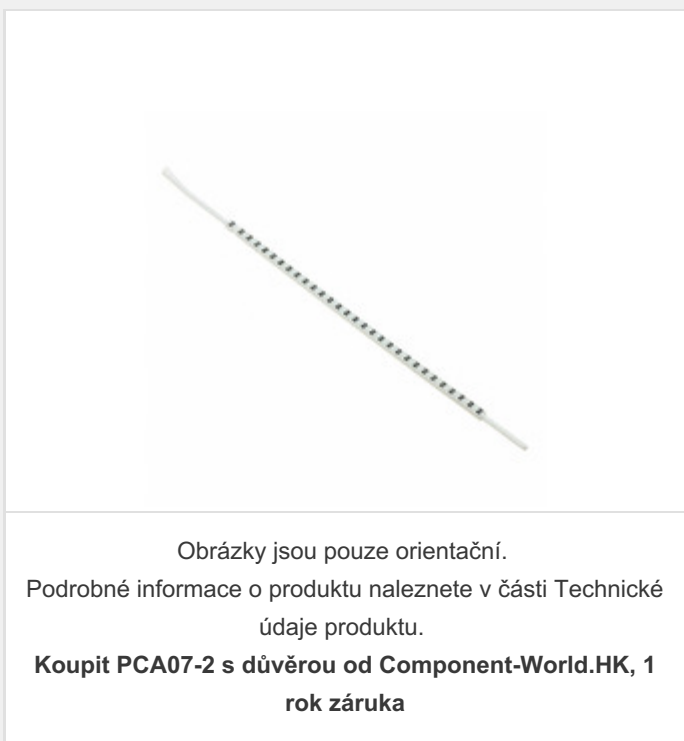 Obrázky jsou pouze orientační.
Podrobné informace o produktu naleznete v části Technické
údaje produktu.
Koupit PCA07-2 s důvěrou od Component-World.HK, 1
rok záruka